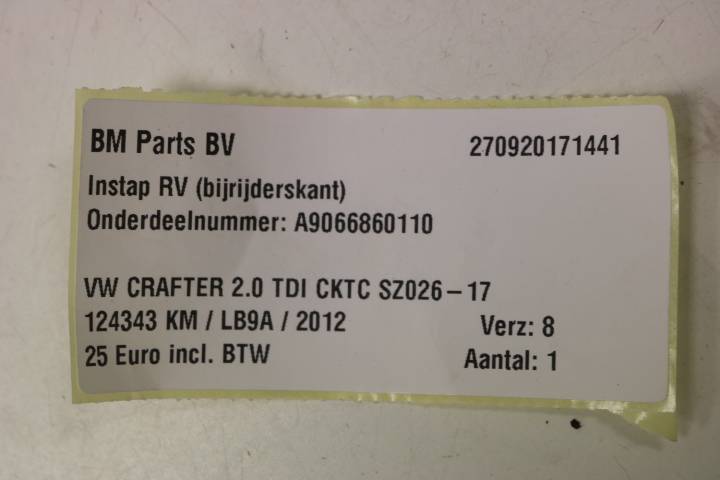 BM Parts BV 270920171441
Instap RV (bijrijderskant)
Onderdeelnummer: A9066860110
VW CRAFTER 2.0 TDI CKTC SZ026-17
124343 KM / LB9A / 2012 Verz: 8
25 Euro incl. BTW Aantal: 1